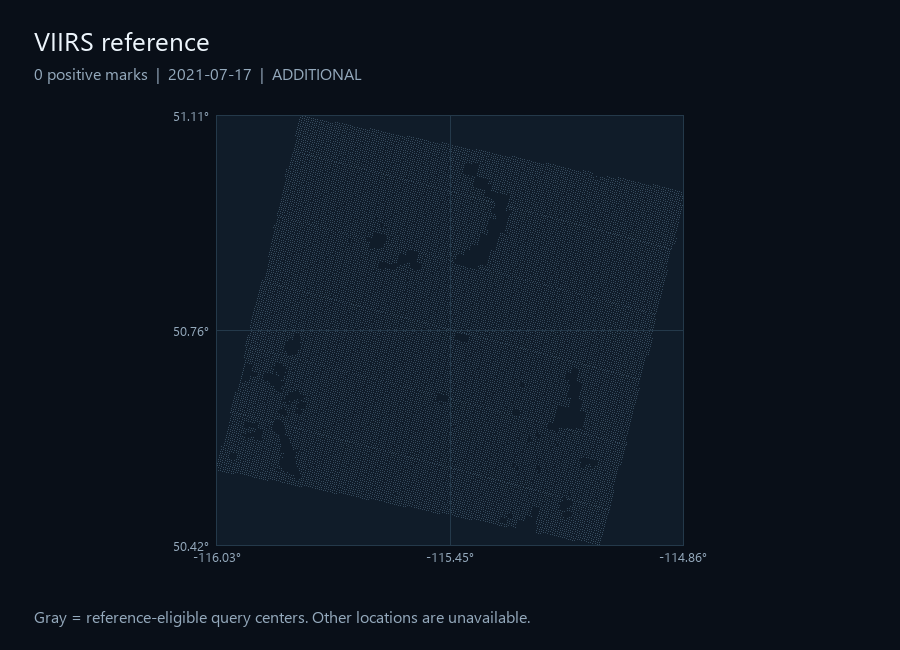 VIIRS reference
0 positive marks | 2021-07-17 | ADDITIONAL
51.11°
50.76°
50.42°
-116.03° -115.45° -114.86°
Gray = reference-eligible query centers. Other locations are unavailable.